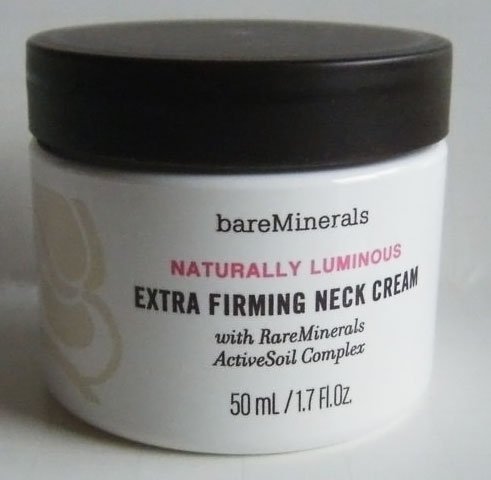 bareMinerals
NATURALLY LUMINOUS
EXTRA FIRMING NECK CREAM
with RareMinerals
ActiveSoil Complex
50 mL / 1.7 Fl.Oz.